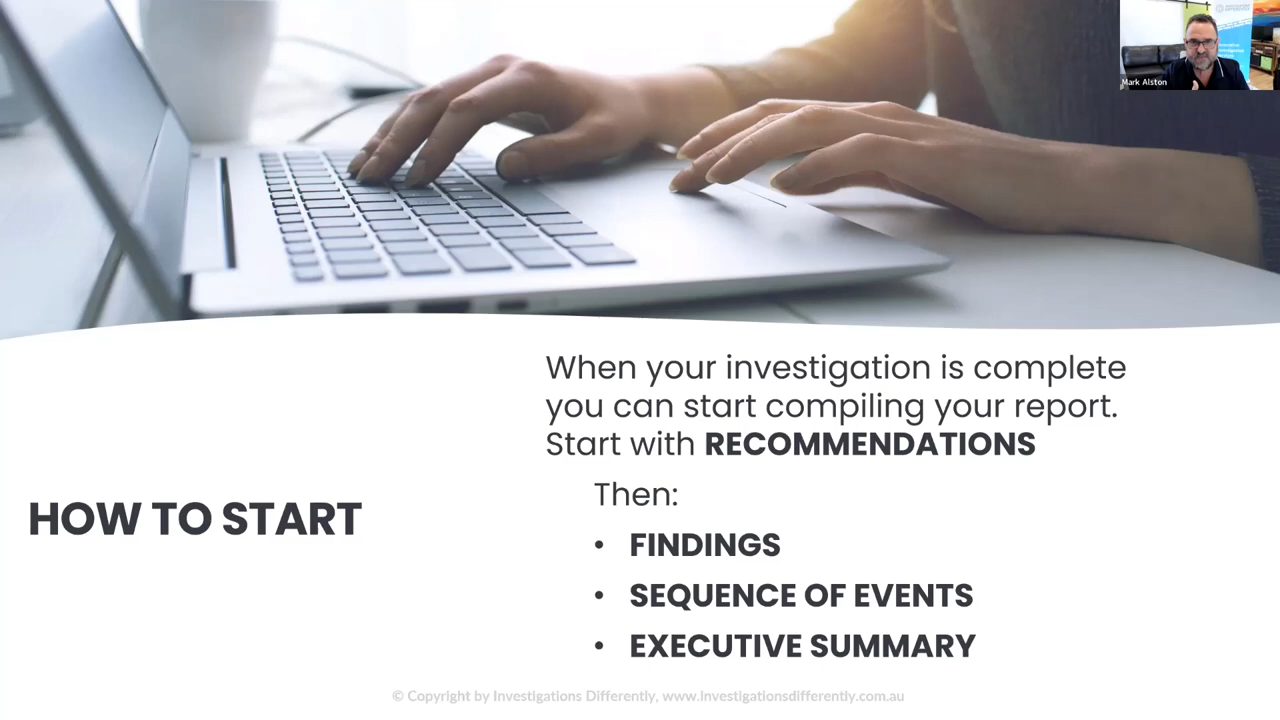 Mark Alston
When your investigation is complete
you can start compiling your report.
Start with RECOMMENDATIONS
Then:
HOW TO START
• FINDINGS
• SEQUENCE OF EVENTS
• EXECUTIVE SUMMARY
© Copyright by Investigations Differently, www.investigationsdifferently.com.au